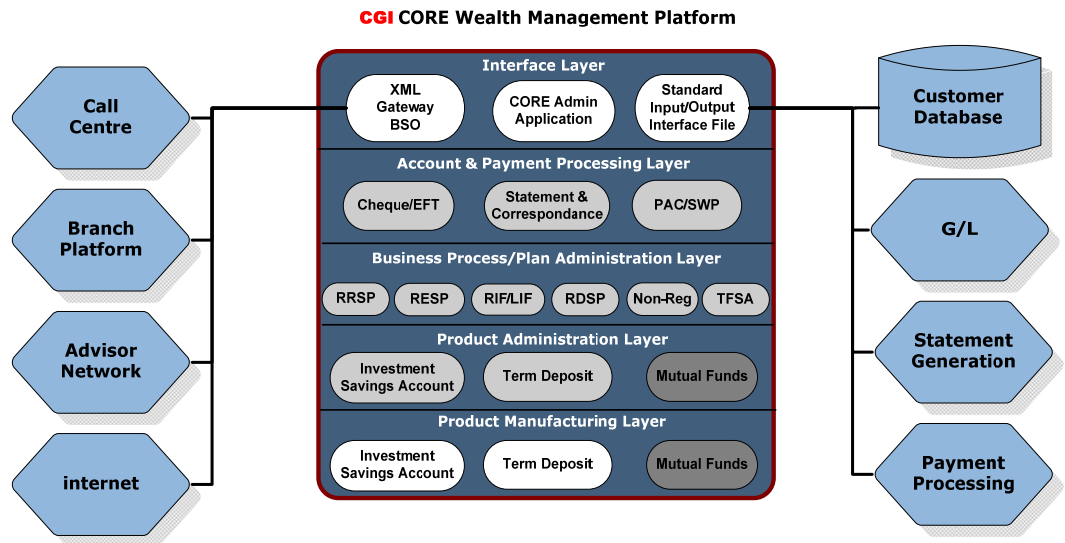 CGI CORE Wealth Management Platform
Call
Centre
Branch
Platform
Advisor
Network
internet
Interface Layer
XML
Gateway
BSO
CORE Admin
Application
Standard
Input/Output
Interface File
Account & Payment Processing Layer
Cheque/EFT
Statement &
Correspondance
PAC/SWP
Business Process/Plan Administration Layer
RRSP
RESP
RIF/LIF
RDSP
Non-Reg
TFSA
Product Administration Layer
Investment
Savings Account
Term Deposit
Mutual Funds
Product Manufacturing Layer
Investment
Savings Account
Term Deposit
Mutual Funds
Customer
Database
G/L
Statement
Generation
Payment
Processing